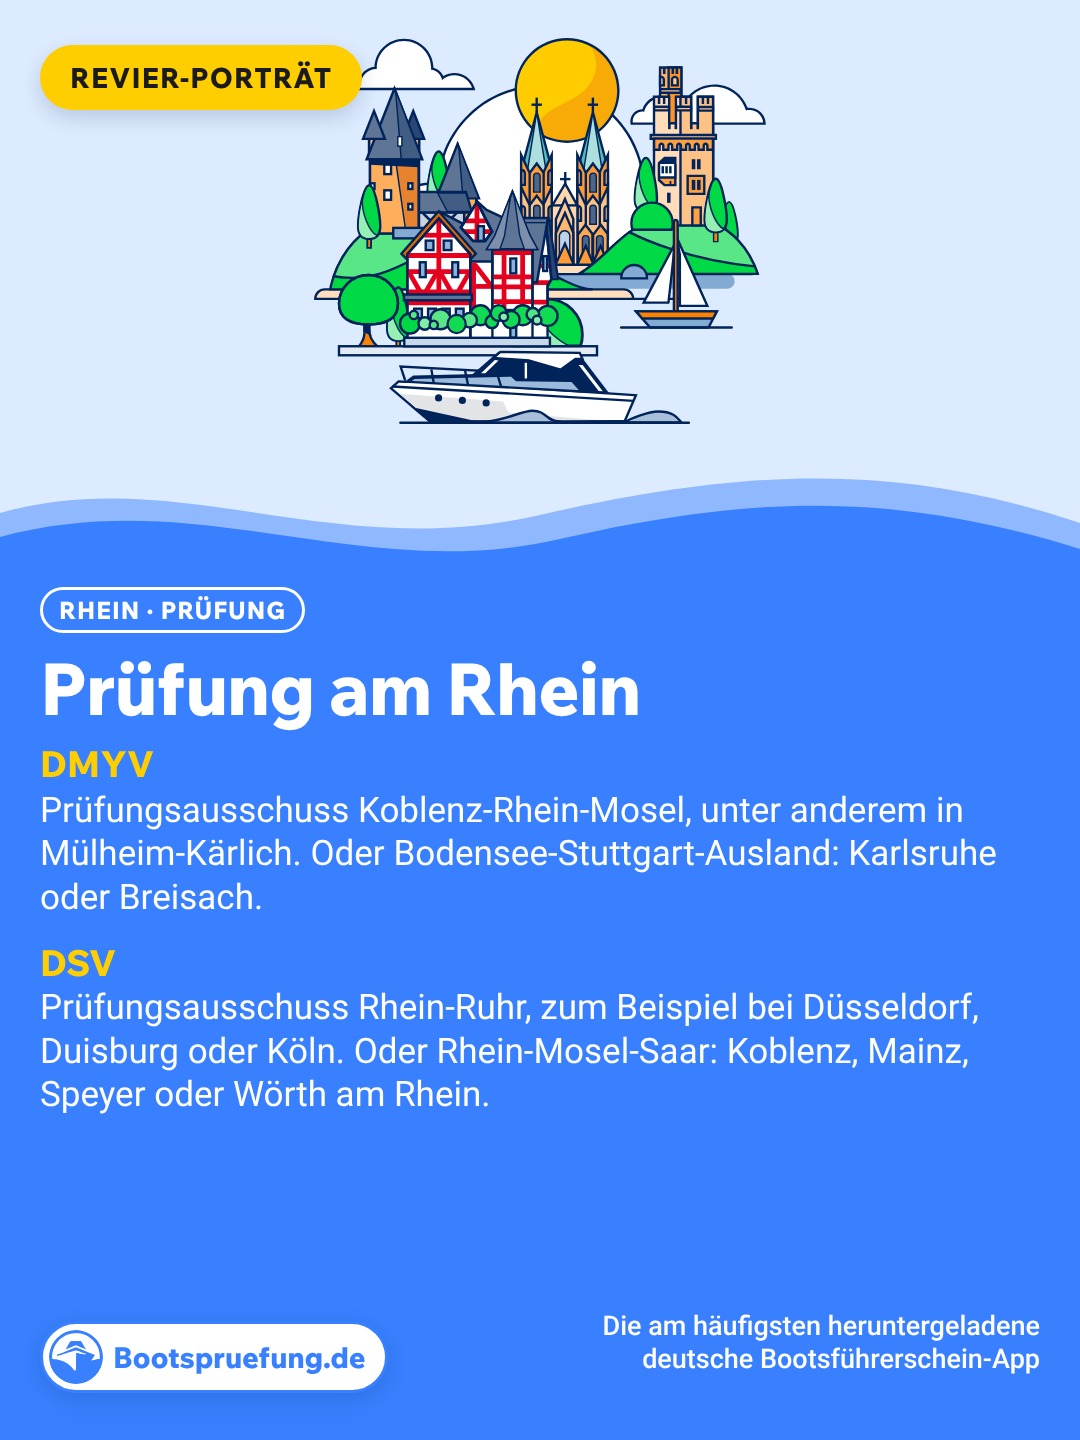 REVIER-PORTRÄT
RHEIN · PRÜFUNG
Prüfung am Rhein
DMYV
Prüfungsausschuss Koblenz-Rhein-Mosel, unter anderem in
Mülheim-Kärlich. Oder Bodensee-Stuttgart-Ausland: Karlsruhe
oder Breisach.
DSV
Prüfungsausschuss Rhein-Ruhr, zum Beispiel bei Düsseldorf,
Duisburg oder Köln. Oder Rhein-Mosel-Saar: Koblenz, Mainz,
Speyer oder Wörth am Rhein.
Bootspruefung.de
Die am häufigsten heruntergeladene
deutsche Bootsführerschein-App